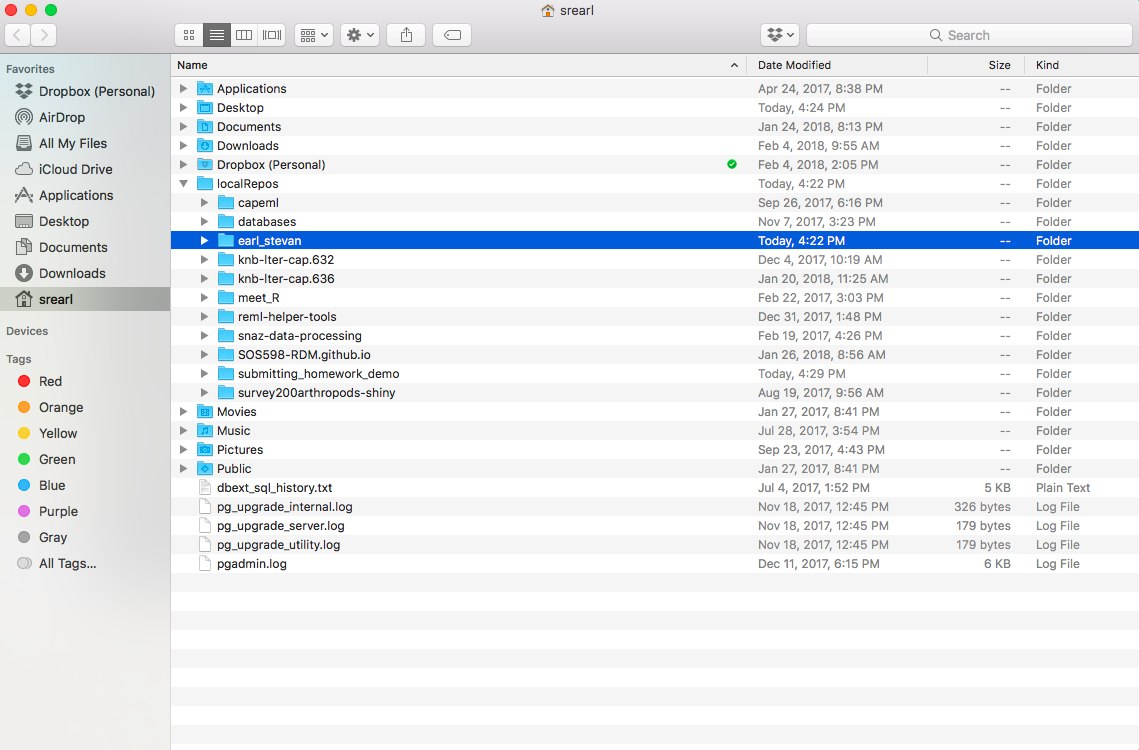 srearl
Search
Favorites
Dropbox (Personal)
AirDrop
All My Files
iCloud Drive
Applications
Desktop
Documents
Downloads
srearl
Devices
Tags
Red
Orange
Yellow
Green
Blue
Purple
Gray
All Tags...
Name Date Modified Size Kind
Applications Apr 24, 2017, 8:38 PM -- Folder
Desktop Today, 4:24 PM -- Folder
Documents Jan 24, 2018, 8:13 PM -- Folder
Downloads Feb 4, 2018, 9:55 AM -- Folder
Dropbox (Personal) Feb 4, 2018, 2:05 PM -- Folder
localRepos Today, 4:22 PM -- Folder
capeml Sep 26, 2017, 6:16 PM -- Folder
databases Nov 7, 2017, 3:23 PM -- Folder
earl_stevan Today, 4:22 PM -- Folder
knb-lter-cap.632 Dec 4, 2017, 10:19 AM -- Folder
knb-lter-cap.636 Jan 20, 2018, 11:25 AM -- Folder
meet_R Feb 22, 2017, 3:03 PM -- Folder
reml-helper-tools Dec 31, 2017, 1:48 PM -- Folder
snaz-data-processing Feb 19, 2017, 4:26 PM -- Folder
SOS598-RDM.github.io Jan 26, 2018, 8:56 AM -- Folder
submitting_homework_demo Today, 4:29 PM -- Folder
survey200arthropods-shiny Aug 19, 2017, 9:56 AM -- Folder
Movies Jan 27, 2017, 8:41 PM -- Folder
Music Jul 28, 2017, 3:54 PM -- Folder
Pictures Sep 23, 2017, 4:43 PM -- Folder
Public Jan 27, 2017, 8:41 PM -- Folder
dbext_sql_history.txt Jul 4, 2017, 1:52 PM 5 KB Plain Text
pg_upgrade_internal.log Nov 18, 2017, 12:45 PM 326 bytes Log File
pg_upgrade_server.log Nov 18, 2017, 12:45 PM 179 bytes Log File
pg_upgrade_utility.log Nov 18, 2017, 12:45 PM 179 bytes Log File
pgadmin.log Dec 11, 2017, 6:15 PM 6 KB Log File